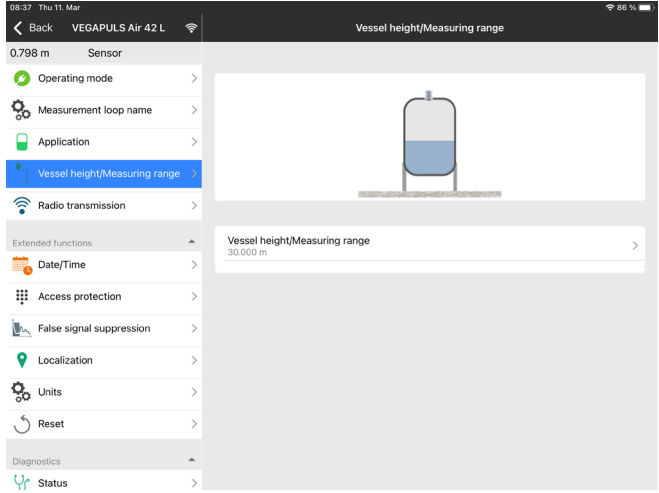 08:37 Thu 11. Mar
86 %
Back VEGAPULS Air 42 L
Vessel height/Measuring range
0.798 m Sensor
Operating mode
Measurement loop name
Application
Vessel height/Measuring range
Radio transmission
Vessel height/Measuring range
30.000 m
Extended functions
Date/Time
Access protection
False signal suppression
Localization
Units
Reset
Diagnostics
Status